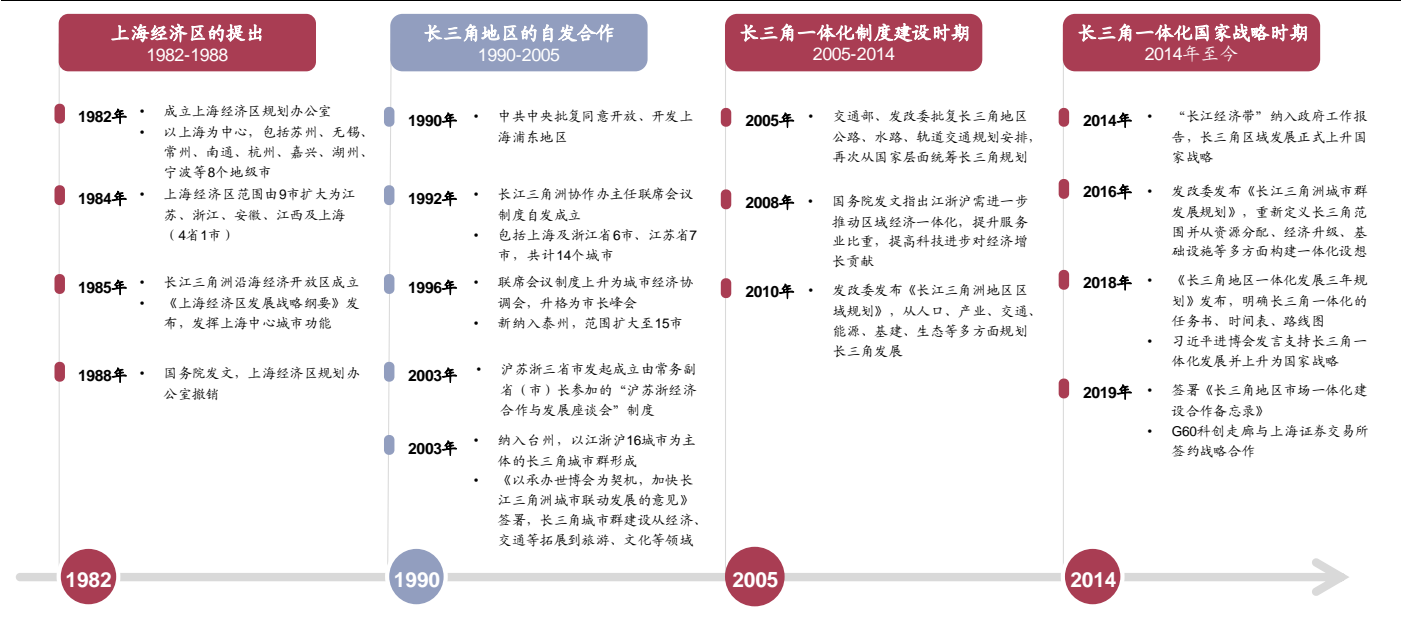 上海经济区的提出
1982-1988
1982年
• 成立上海经济区规划办公室
• 以上海为中心，包括苏州、无锡、
常州、南通、杭州、嘉兴、湖州、
宁波等8个地级市
1984年
• 上海经济区范围由9市扩大为江
苏、浙江、安徽、江西及上海
（4省1市）
1985年
• 长江三角洲沿海经济开放区成立
• 《上海经济区发展战略纲要》发
布，发挥上海中心城市功能
1988年
• 国务院发文，上海经济区规划办
公室撤销
长三角地区的自发合作
1990-2005
1990年
• 中共中央批复同意开放、开发上
海浦东地区
1992年
• 长江三角洲协作办主任联席会议
制度自发成立
• 包括上海及浙江省6市、江苏省7
市，共计14个城市
1996年
• 联席会议制度上升为城市经济协
调会，升格为市长峰会
• 新纳入泰州，范围扩大至15市
2003年
• 沪苏浙三省市发起成立由常务副
省（市）长参加的“沪苏浙经济
合作与发展座谈会”制度
2003年
• 纳入台州，以江浙沪16城市为主
体的长三角城市群形成
• 《以承办世博会为契机，加快长
江三角洲城市联动发展的意见》
签署，长三角城市群建设从经济、
交通等拓展到旅游、文化等领域
长三角一体化制度建设时期
2005-2014
2005年
• 交通部、发改委批复长三角地区
公路、水路、轨道交通规划安排，
再次从国家层面统筹长三角规划
2008年
• 国务院发文指出江浙沪需进一步
推动区域经济一体化，提升服务
业比重，提高科技进步对经济增
长贡献
2010年
• 发改委发布《长江三角洲地区区
域规划》，从人口、产业、交通、
能源、基建、生态等多方面规划
长三角发展
长三角一体化国家战略时期
2014年至今
2014年
• “长江经济带”纳入政府工作报
告，长三角区域发展正式上升国
家战略
2016年
• 发改委发布《长江三角洲城市群
发展规划》，重新定义长三角范
围并从资源分配、经济升级、基
础设施等多方面构建一体化设想
2018年
• 《长三角地区一体化发展三年规
划》发布，明确长三角一体化的
任务书、时间表、路线图
• 习近平进博会发言支持长三角一
体化发展并上升为国家战略
2019年
• 签署《长三角地区市场一体化建
设合作备忘录》
• G60科创走廊与上海证券交易所
签约战略合作
1982
1990
2005
2014